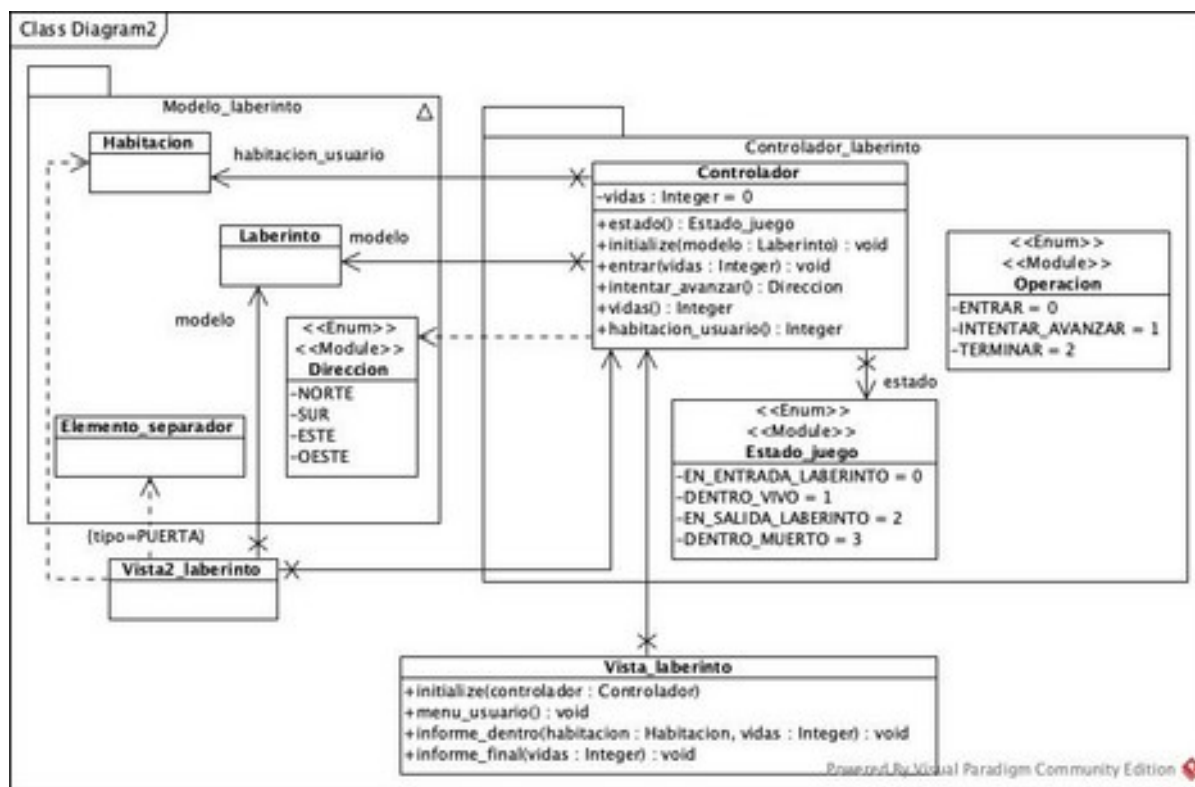 Class Diagram2
Modelo_laberinto
Habitacion
habitacion_usuario
Laberinto
modelo
modelo
<<Enum>>
<<Module>>
Direccion
-NORTE
-SUR
-ESTE
-OESTE
Elemento_separador
{tipo=PUERTA}
Vista2_laberinto
Controlador_laberinto
Controlador
-vidas : Integer = 0
+estado() : Estado_juego
+initialize(modelo : Laberinto) : void
+entrar(vidas : Integer) : void
+intentar_avanzar() : Direccion
+vidas() : Integer
+habitacion_usuario() : Integer
<<Enum>>
<<Module>>
Operacion
-ENTRAR = 0
-INTENTAR_AVANZAR = 1
-TERMINAR = 2
estado
<<Enum>>
<<Module>>
Estado_juego
-EN_ENTRADA_LABERINTO = 0
-DENTRO_VIVO = 1
-EN_SALIDA_LABERINTO = 2
-DENTRO_MUERTO = 3
Vista_laberinto
+initialize(controlador : Controlador)
+menu_usuario() : void
+informe_dentro(habitacion : Habitacion, vidas : Integer) : void
+informe_final(vidas : Integer) : void
Powered By Visual Paradigm Community Edition